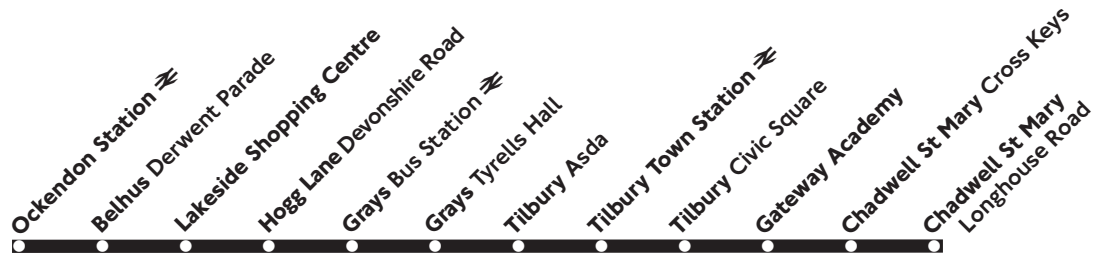 Ockendon Station
Belhus Derwent Parade
Lakeside Shopping Centre
Hogg Lane Devonshire Road
Grays Bus Station
Grays Tyrells Hall
Tilbury Asda
Tilbury Town Station
Tilbury Civic Square
Gateway Academy
Chadwell St Mary Cross Keys
Chadwell St Mary
Longhouse Road